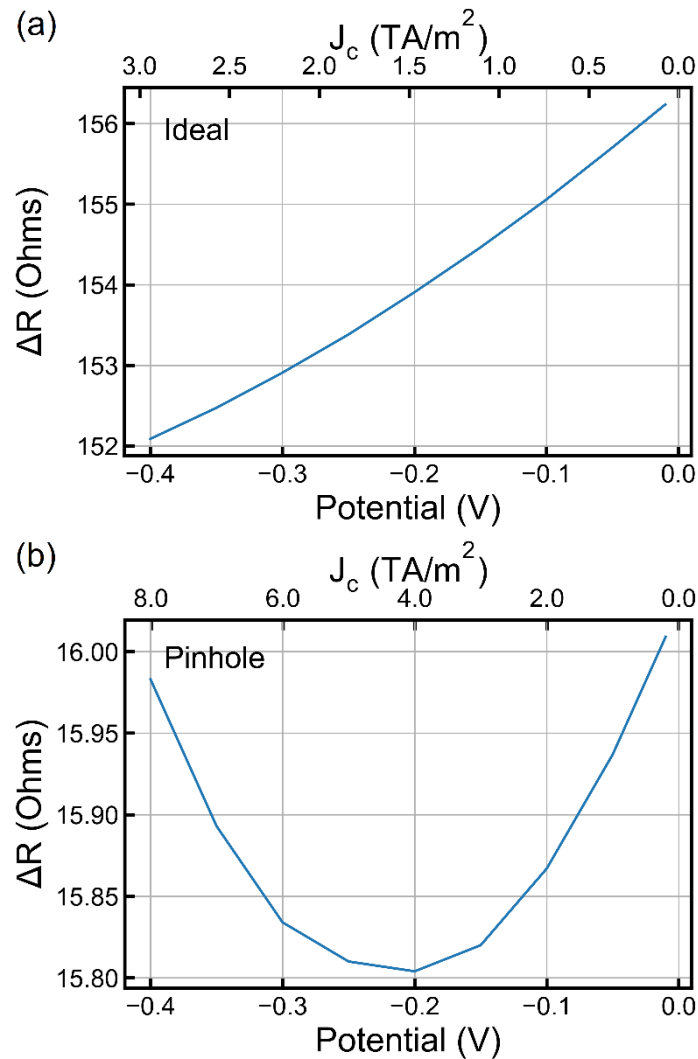 (a)
J_c (TA/m^2)
3.0 2.5 2.0 1.5 1.0 0.5 0.0
Ideal
ΔR (Ohms)
156
155
154
153
152
−0.4 −0.3 −0.2 −0.1 0.0
Potential (V)
(b)
J_c (TA/m^2)
8.0 6.0 4.0 2.0 0.0
Pinhole
ΔR (Ohms)
16.00
15.95
15.90
15.85
15.80
−0.4 −0.3 −0.2 −0.1 0.0
Potential (V)